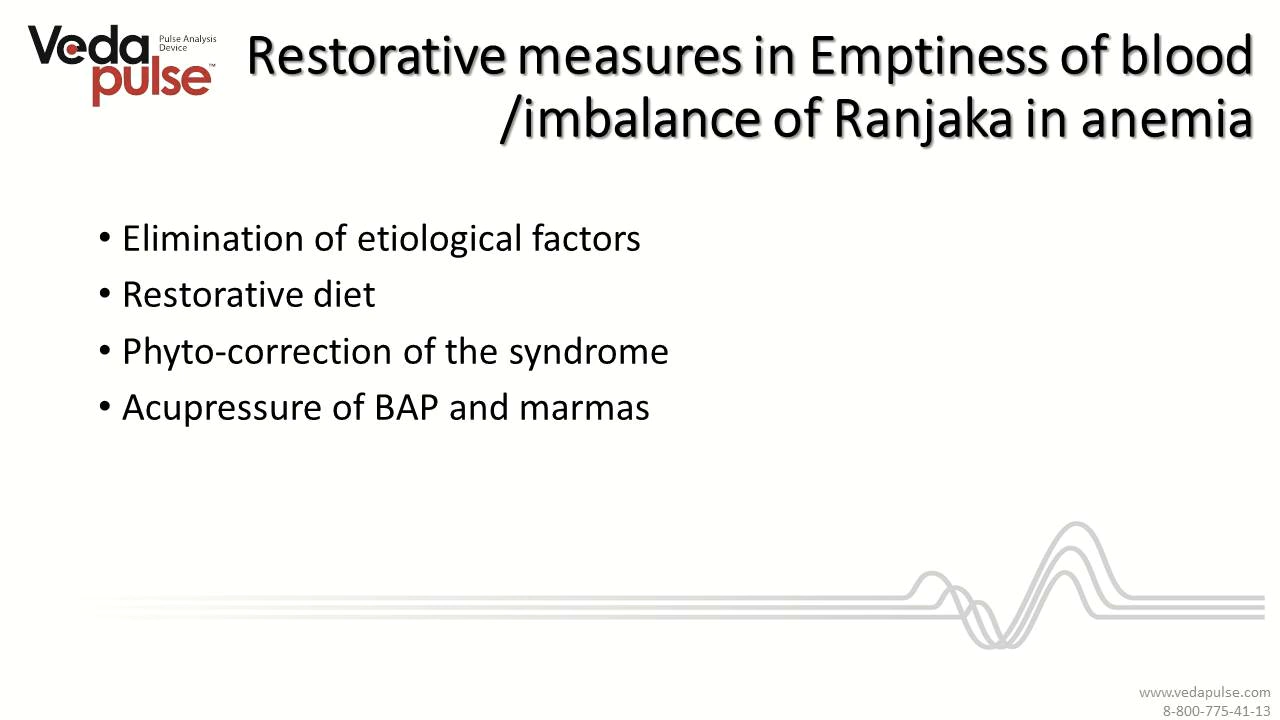 Veda
pulse™
Pulse Analysis
Device
Restorative measures in Emptiness of blood
/imbalance of Ranjaka in anemia
• Elimination of etiological factors
• Restorative diet
• Phyto-correction of the syndrome
• Acupressure of BAP and marmas
www.vedapulse.com
8-800-775-41-13